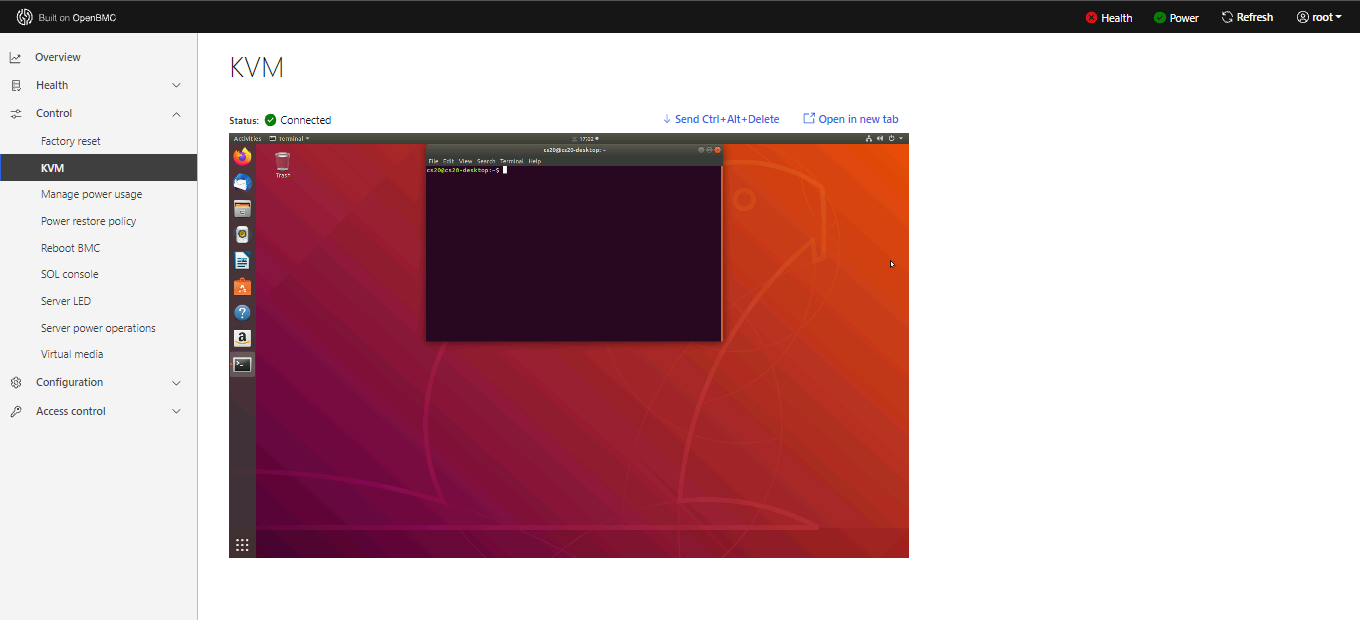 Built on OpenBMC
Health
Power
Refresh
root
Overview
Health
Control
Factory reset
KVM
Manage power usage
Power restore policy
Reboot BMC
SOL console
Server LED
Server power operations
Virtual media
Configuration
Access control
KVM
Status: Connected
Send Ctrl+Alt+Delete
Open in new tab
Activities Terminal
cs20@cs20-desktop: ~
File Edit View Search Terminal Help
cs20@cs20-desktop:~$
Trash